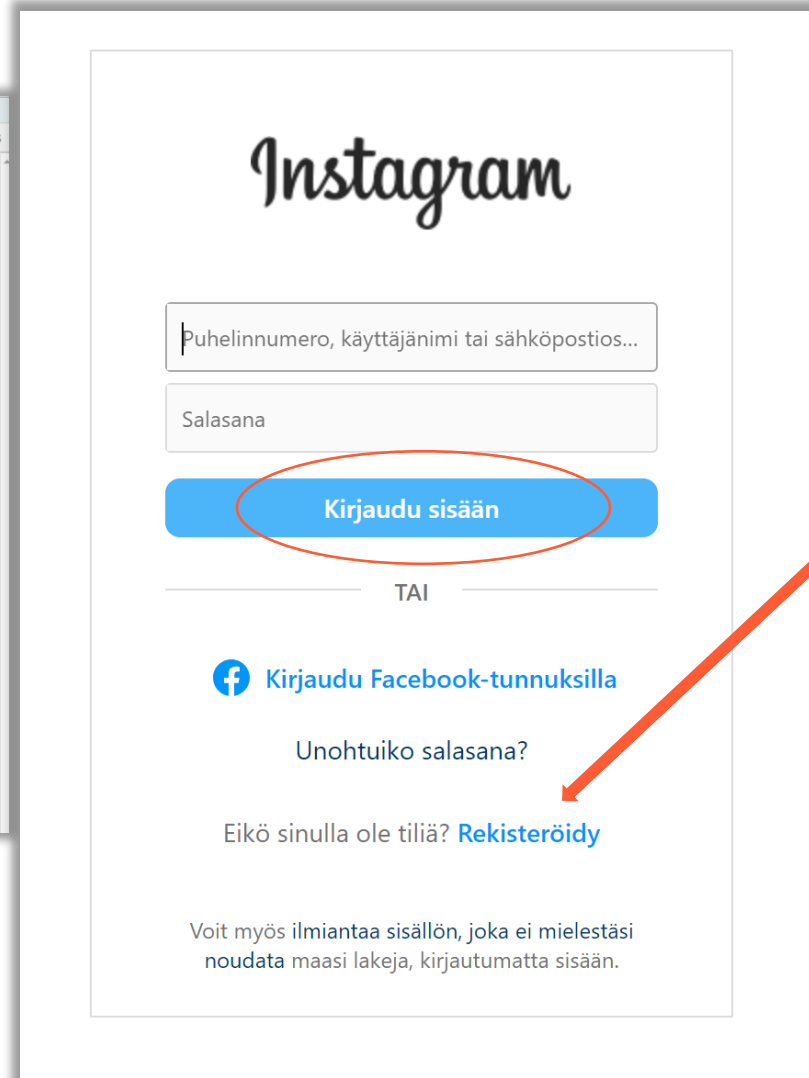 Instagram
Puhelinnumero, käyttäjänimi tai sähköpostios...
Salasana
Kirjaudu sisään
TAI
Kirjaudu Facebook-tunnuksilla
Unohtuiko salasana?
Eikö sinulla ole tiliä? Rekisteröidy
Voit myös ilmiantaa sisällön, joka ei mielestäsi
noudata maasi lakeja, kirjautumatta sisään.